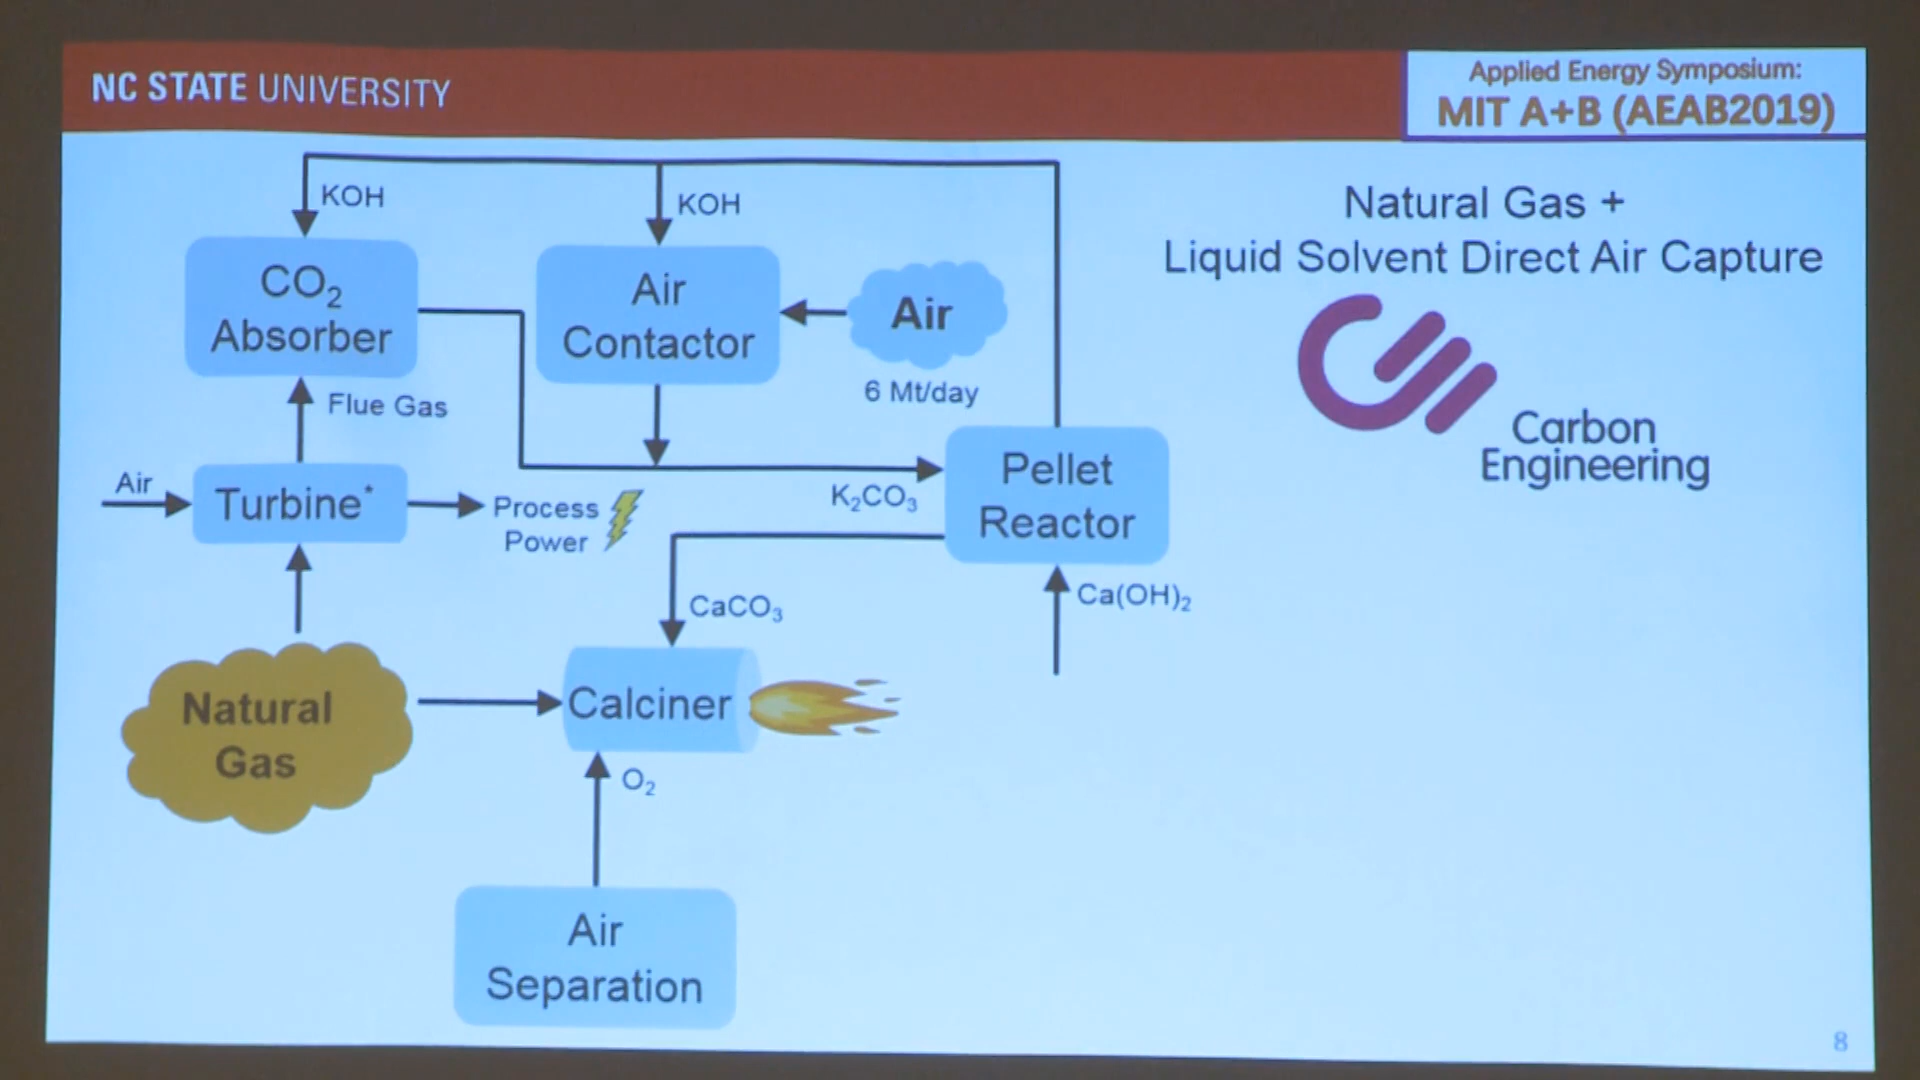 NC STATE UNIVERSITY
Applied Energy Symposium:
MIT A+B (AEAB2019)
Natural Gas +
Liquid Solvent Direct Air Capture
Carbon
Engineering
KOH
KOH
CO₂
Absorber
Air
Contactor
Air
6 Mt/day
Flue Gas
Air
Turbine*
Process
Power
K₂CO₃
Pellet
Reactor
CaCO₃
Ca(OH)₂
Natural
Gas
Calciner
O₂
Air
Separation
8